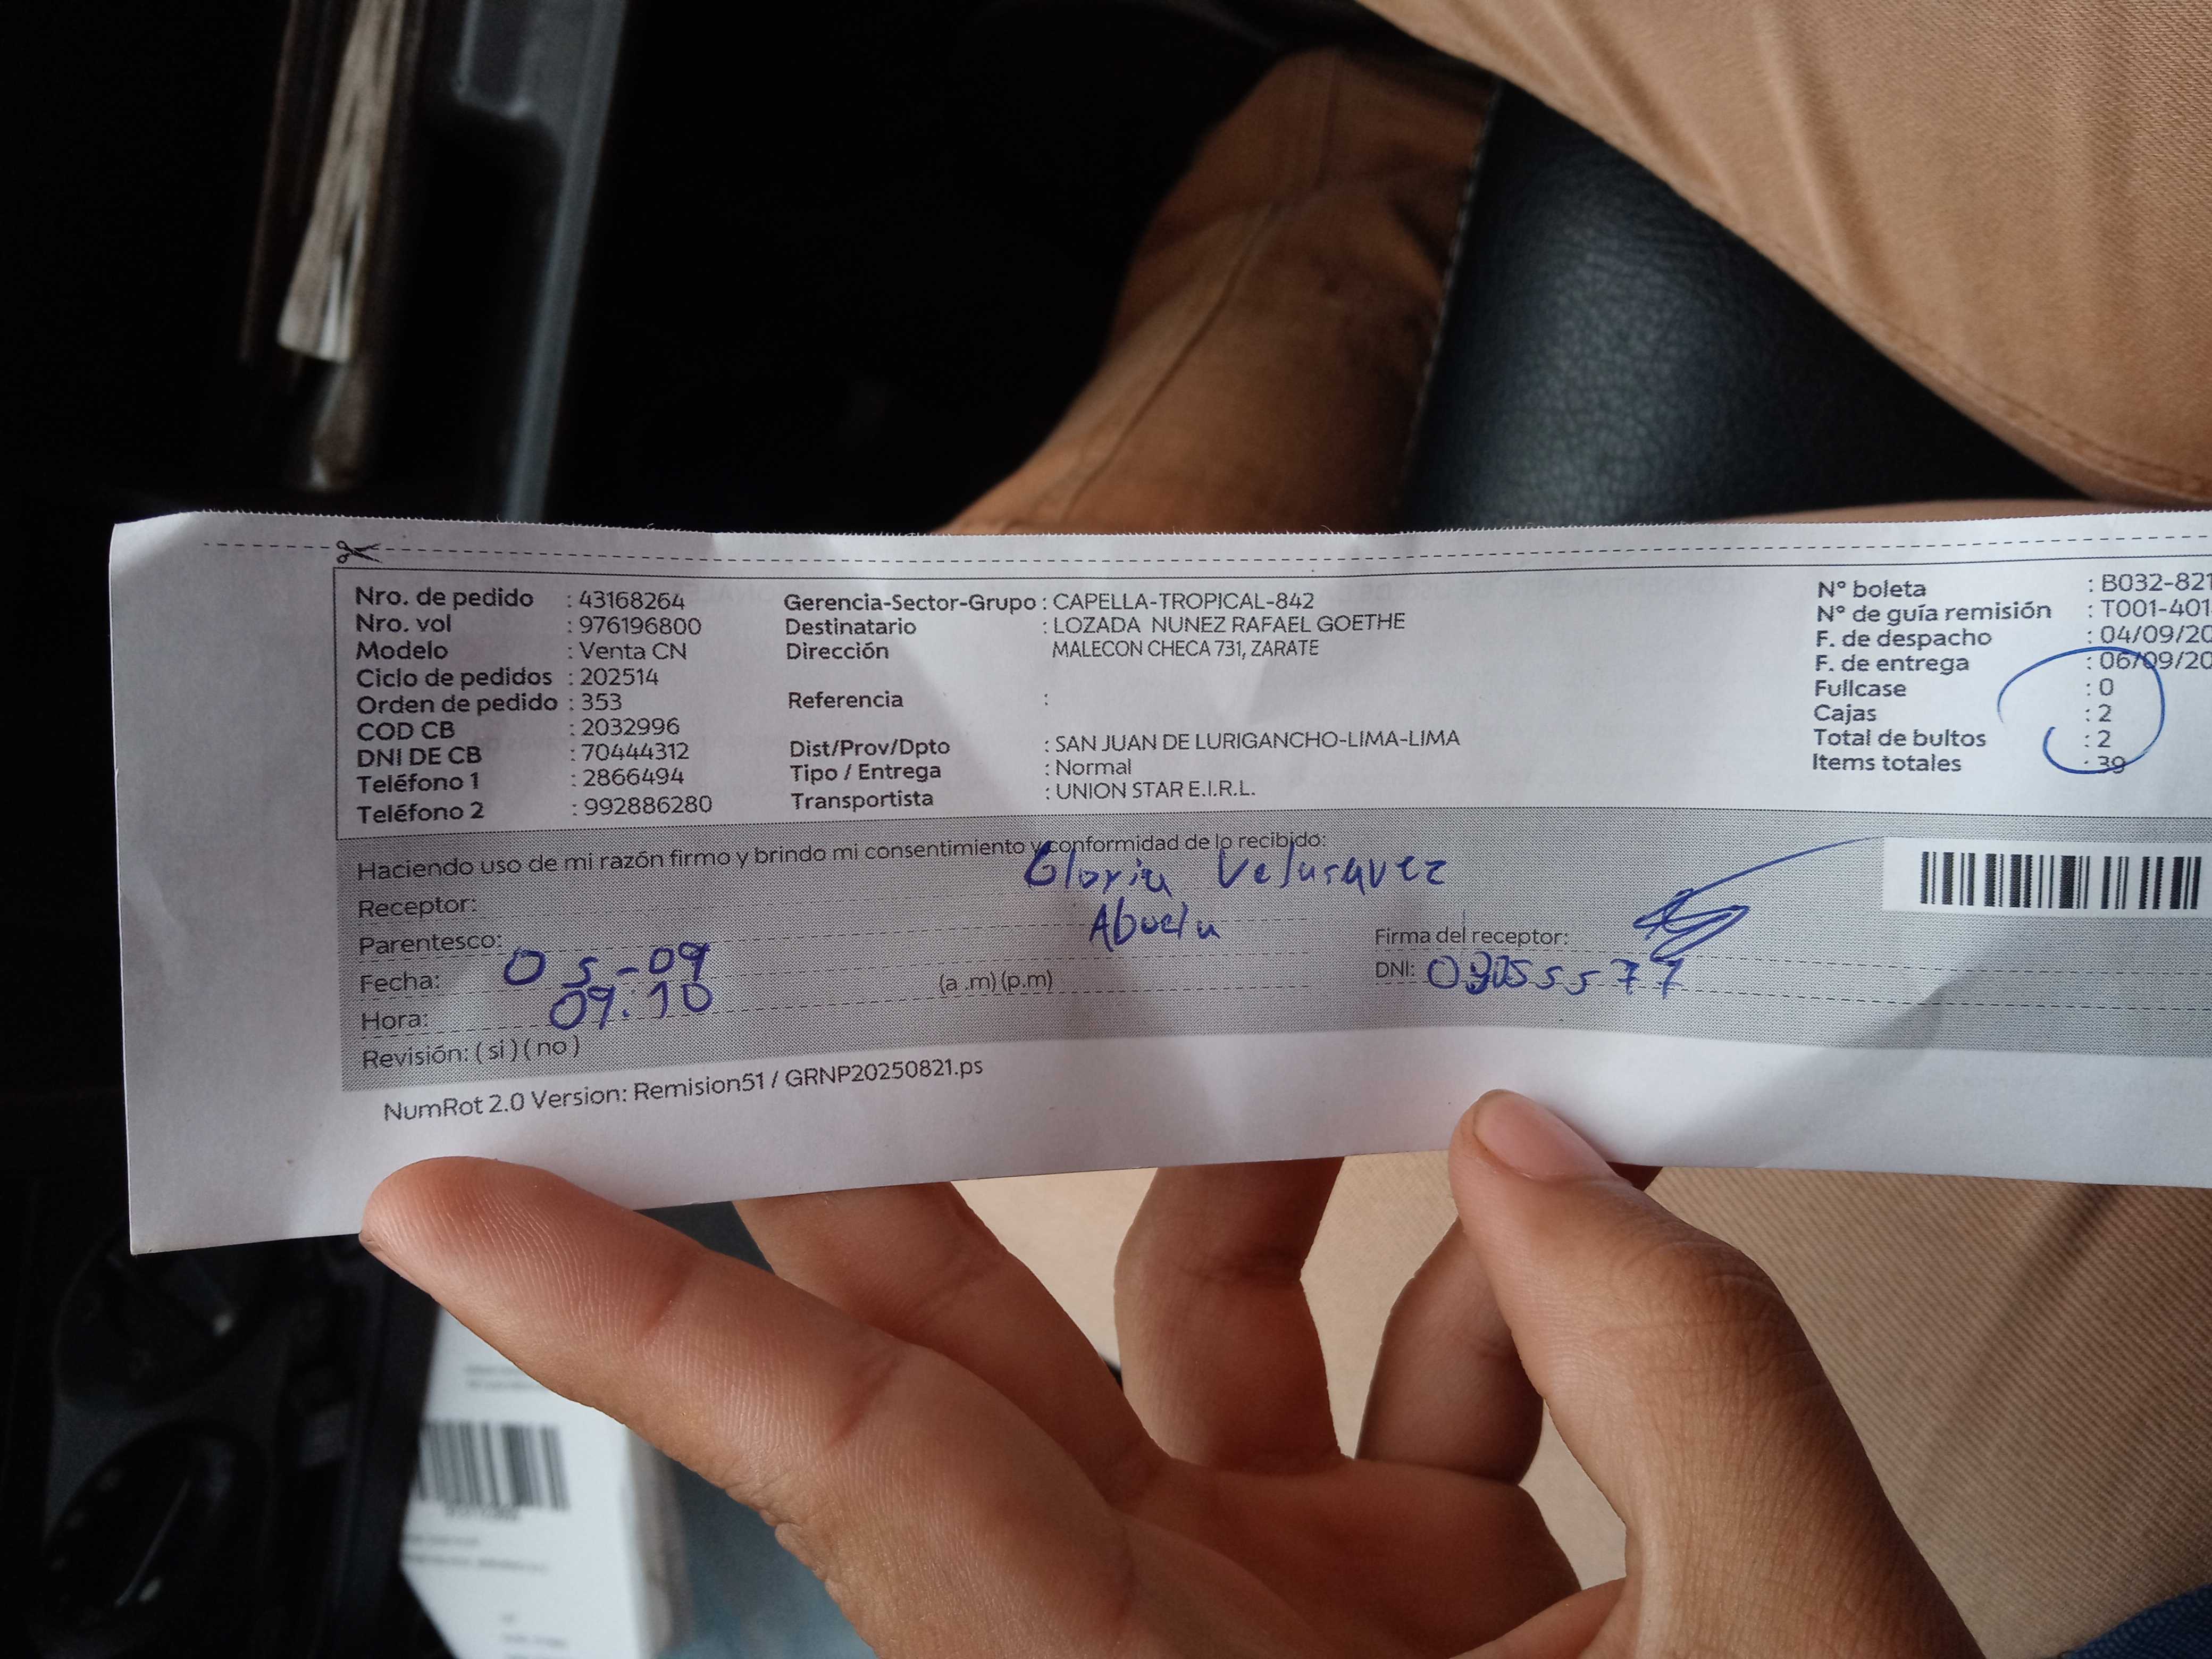 Nro. de pedido : 43168264
Nro. vol : 976196800
Modelo : Venta CN
Ciclo de pedidos : 202514
Orden de pedido : 353
COD CB : 2032996
DNI DE CB : 70444312
Teléfono 1 : 2866494
Teléfono 2 : 992886280
Gerencia-Sector-Grupo : CAPELLA-TROPICAL-842
Destinatario : LOZADA NUNEZ RAFAEL GOETHE
Dirección MALECON CHECA 731, ZARATE
Referencia :
Dist/Prov/Dpto : SAN JUAN DE LURIGANCHO-LIMA-LIMA
Tipo / Entrega : Normal
Transportista : UNION STAR E.I.R.L.
N° boleta : B032-821
N° de guía remisión : T001-401
F. de despacho : 04/09/20
F. de entrega : 06/09/20
Fullcase : 0
Cajas : 2
Total de bultos : 2
Items totales : 39
Haciendo uso de mi razón firmo y brindo mi consentimiento y conformidad de lo recibido:
Receptor: Gloria Velasquez
Parentesco: Abuela
Fecha: 05-09
Hora: 09:10 (a .m) (p.m)
Firma del receptor:
DNI:
Revisión: ( si ) ( no )
NumRot 2.0 Version: Remision51 / GRNP20250821.ps